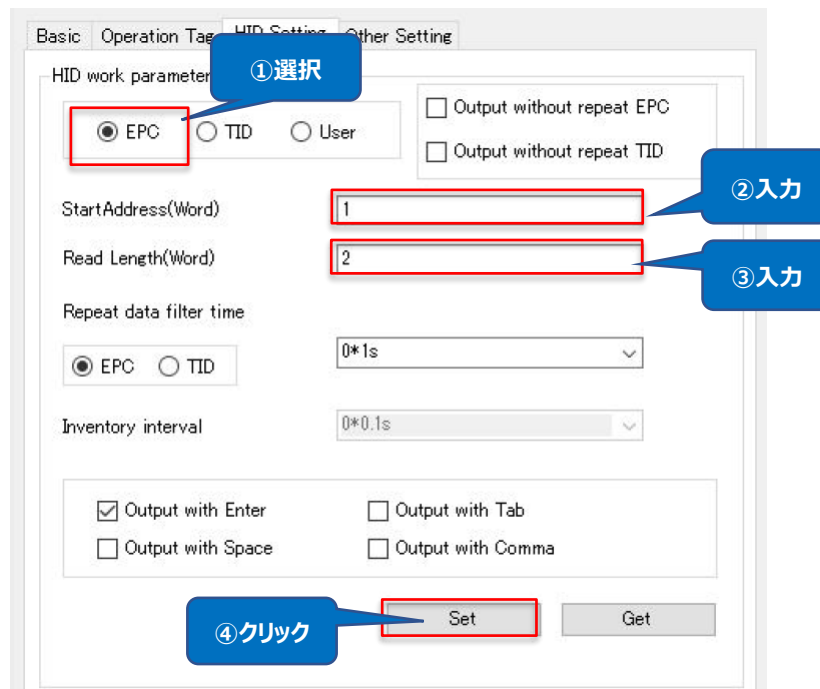 Basic Operation Tag HID Setting Other Setting
HID work parameter
①選択
EPC TID User
Output without repeat EPC
Output without repeat TID
②入力
StartAddress(Word) 1
Read Length(Word) 2
③入力
Repeat data filter time
EPC TID 0*1s
Inventory interval 0*0.1s
Output with Enter Output with Tab
Output with Space Output with Comma
④クリック Set Get